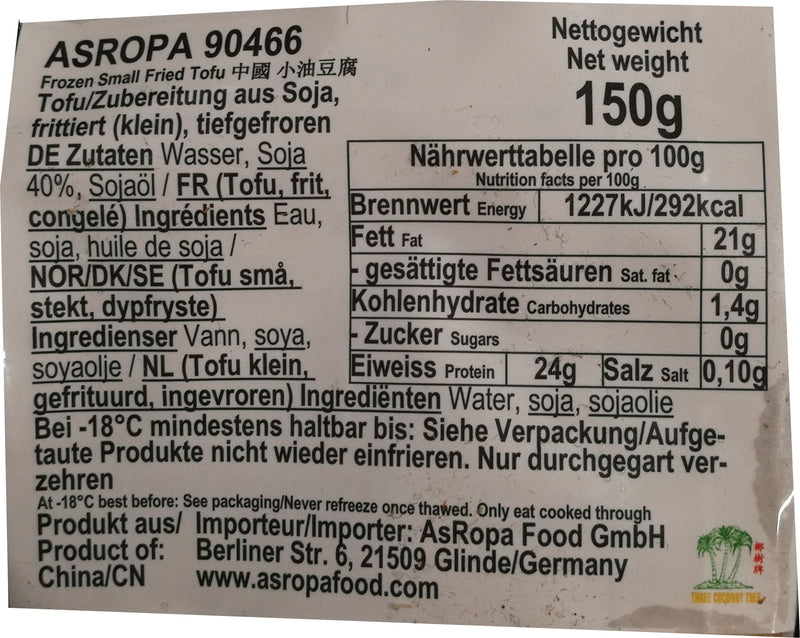 ASROPA 90466
Frozen Small Fried Tofu 中國 小油豆腐
Tofu/Zubereitung aus Soja,
frittiert (klein), tiefgefroren
DE Zutaten Wasser, Soja
40%, Sojaöl / FR (Tofu, frit,
congelé) Ingrédients Eau,
soja, huile de soja /
NOR/DK/SE (Tofu små,
stekt, dypfryste)
Ingredienser Vann, soya,
soyaolje / NL (Tofu klein,
gefrituurd, ingevroren) Ingrediënten Water, soja, sojaolie
Nettogewicht
Net weight
150g
Nährwerttabelle pro 100g
Nutrition facts per 100g
Brennwert Energy 1227kJ/292kcal
Fett Fat 21g
- gesättigte Fettsäuren Sat. fat 0g
Kohlenhydrate Carbohydrates 1,4g
- Zucker Sugars 0g
Eiweiss Protein 24g Salz Salt 0,10g
Bei -18°C mindestens haltbar bis: Siehe Verpackung/Aufge-
taute Produkte nicht wieder einfrieren. Nur durchgegart ver-
zehren
At -18°C best before: See packaging/Never refreeze once thawed. Only eat cooked through
Produkt aus/ Importeur/Importer: AsRopa Food GmbH
Product of: Berliner Str. 6, 21509 Glinde/Germany
China/CN www.asropafood.com
椰樹牌
THREE COCONUT TREE